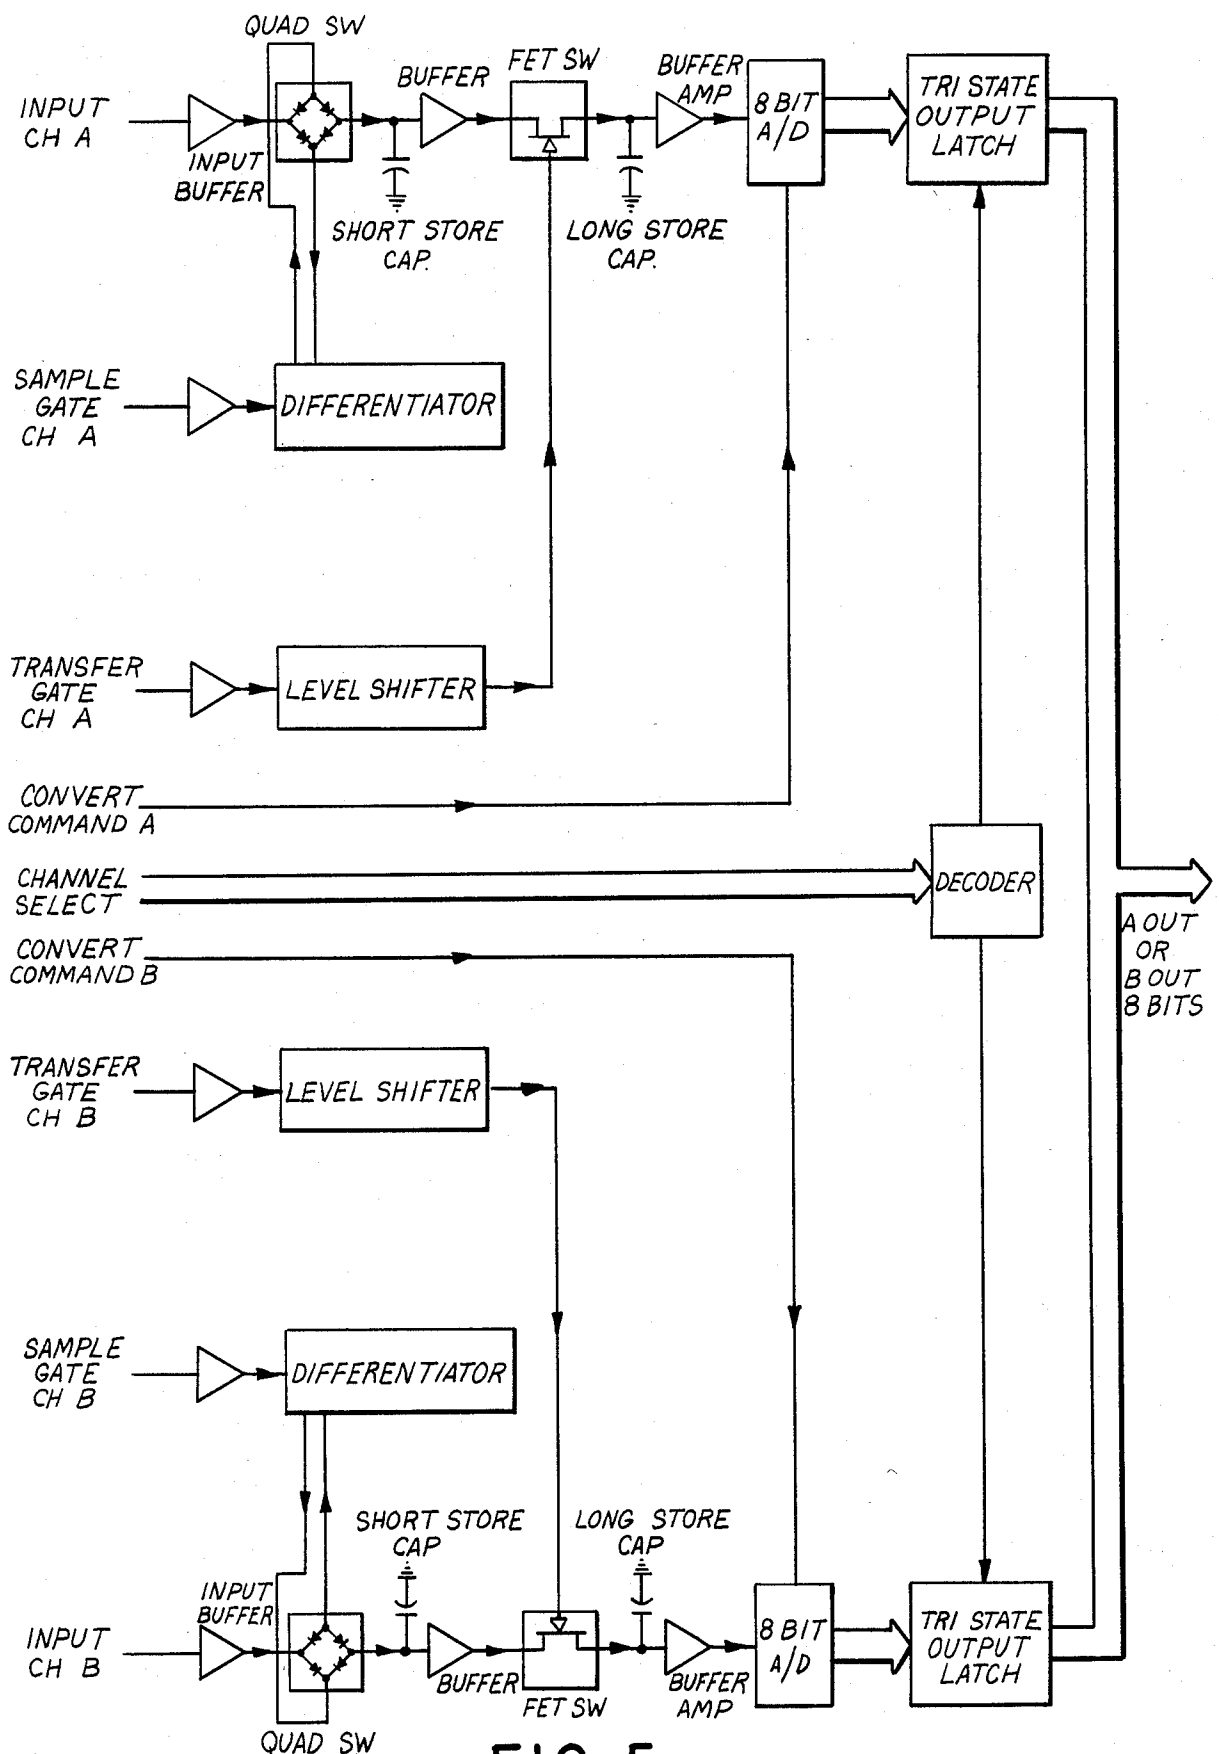 QUAD SW
INPUT
CH A
INPUT
BUFFER
BUFFER
FET SW
BUFFER
AMP
8 BIT
A/D
TRI STATE
OUTPUT
LATCH
SHORT STORE
CAP.
LONG STORE
CAP.
SAMPLE
GATE
CH A
DIFFERENTIATOR
TRANSFER
GATE
CH A
LEVEL SHIFTER
CONVERT
COMMAND A
CHANNEL
SELECT
DECODER
A OUT
OR
B OUT
8 BITS
CONVERT
COMMAND B
TRANSFER
GATE
CH B
LEVEL SHIFTER
SAMPLE
GATE
CH B
DIFFERENTIATOR
SHORT STORE
CAP
LONG STORE
CAP
INPUT
BUFFER
INPUT
CH B
BUFFER
FET SW
BUFFER
AMP
8 BIT
A/D
TRI STATE
OUTPUT
LATCH
QUAD SW
FIG. 5